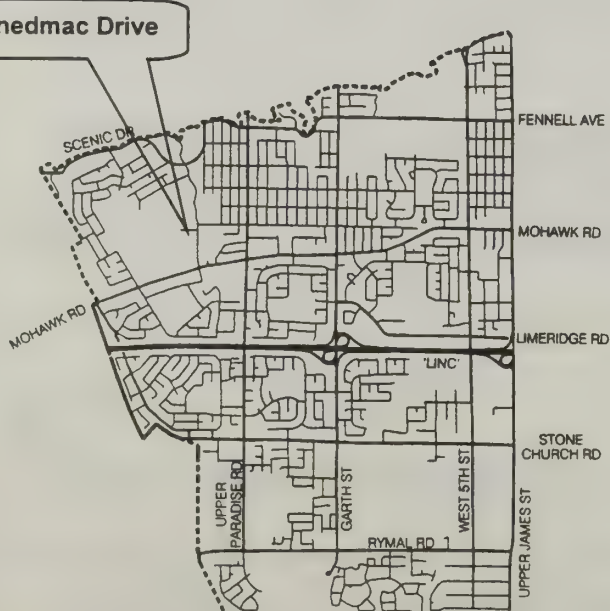 nedmac Drive
SCENIC DR
FENNELL AVE
MOHAWK RD
MOHAWK RD
LIMERIDGE RD
'LINC'
STONE
CHURCH RD
UPPER
PARADISE RD
GARTH ST
WEST 5TH ST
UPPER JAMES ST
RYMAL RD